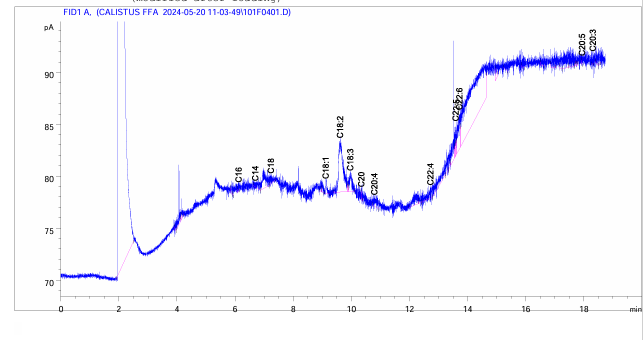 FID1 A, (CALISTUS FFA 2024-05-20 11-03-49\101F0401.D)
pA
90
85
80
75
70
C16
C14
C18
C18:1
C18:2
C18:3
C20
C20:4
C22:4
C22:5
C22:6
C20:5
C20:3
0
2
4
6
8
10
12
14
16
18
min